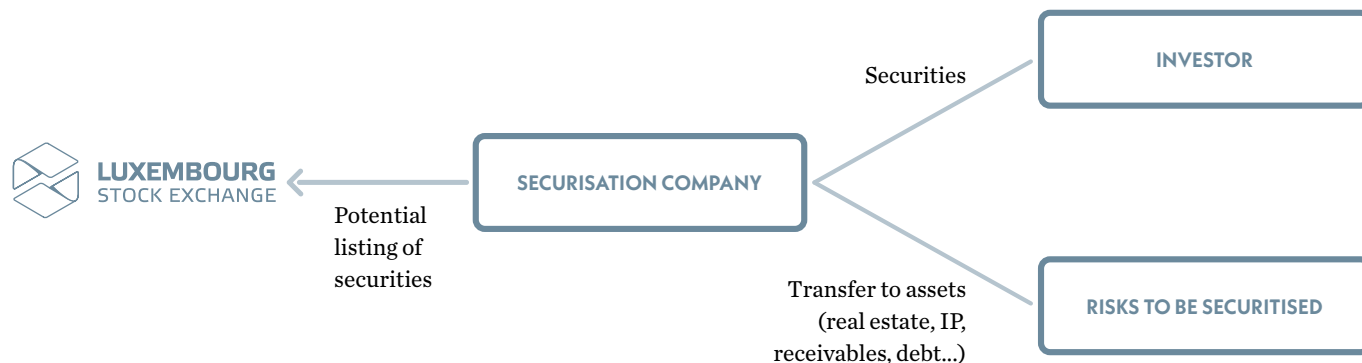 Securities
INVESTOR
LUXEMBOURG
STOCK EXCHANGE
SECURISATION COMPANY
Potential
listing of
securities
Transfer to assets
(real estate, IP,
receivables, debt...)
RISKS TO BE SECURITISED